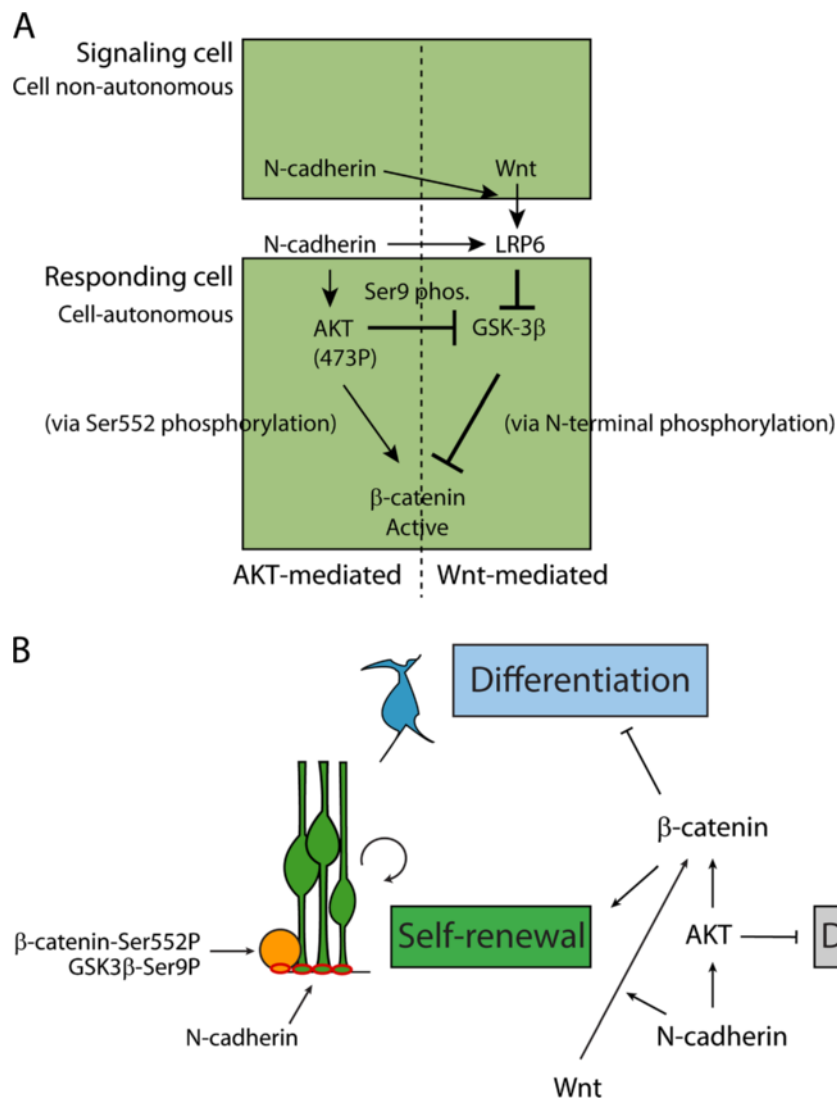 A
Signaling cell
Cell non-autonomous
N-cadherin
Wnt
N-cadherin
LRP6
Responding cell
Cell-autonomous
Ser9 phos.
AKT
(473P)
GSK-3β
(via Ser552 phosphorylation)
(via N-terminal phosphorylation)
β-catenin
Active
AKT-mediated
Wnt-mediated
B
Differentiation
β-catenin
Self-renewal
AKT
D
β-catenin-Ser552P
GSK3β-Ser9P
N-cadherin
N-cadherin
Wnt